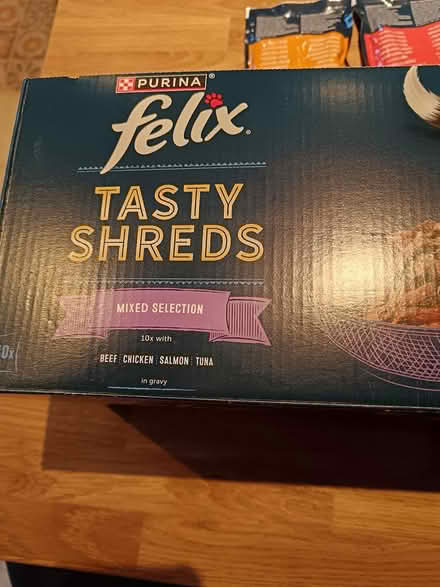 PURINA®
felix®
TASTY
SHREDS
MIXED SELECTION
10x with
BEEF | CHICKEN | SALMON | TUNA
in gravy